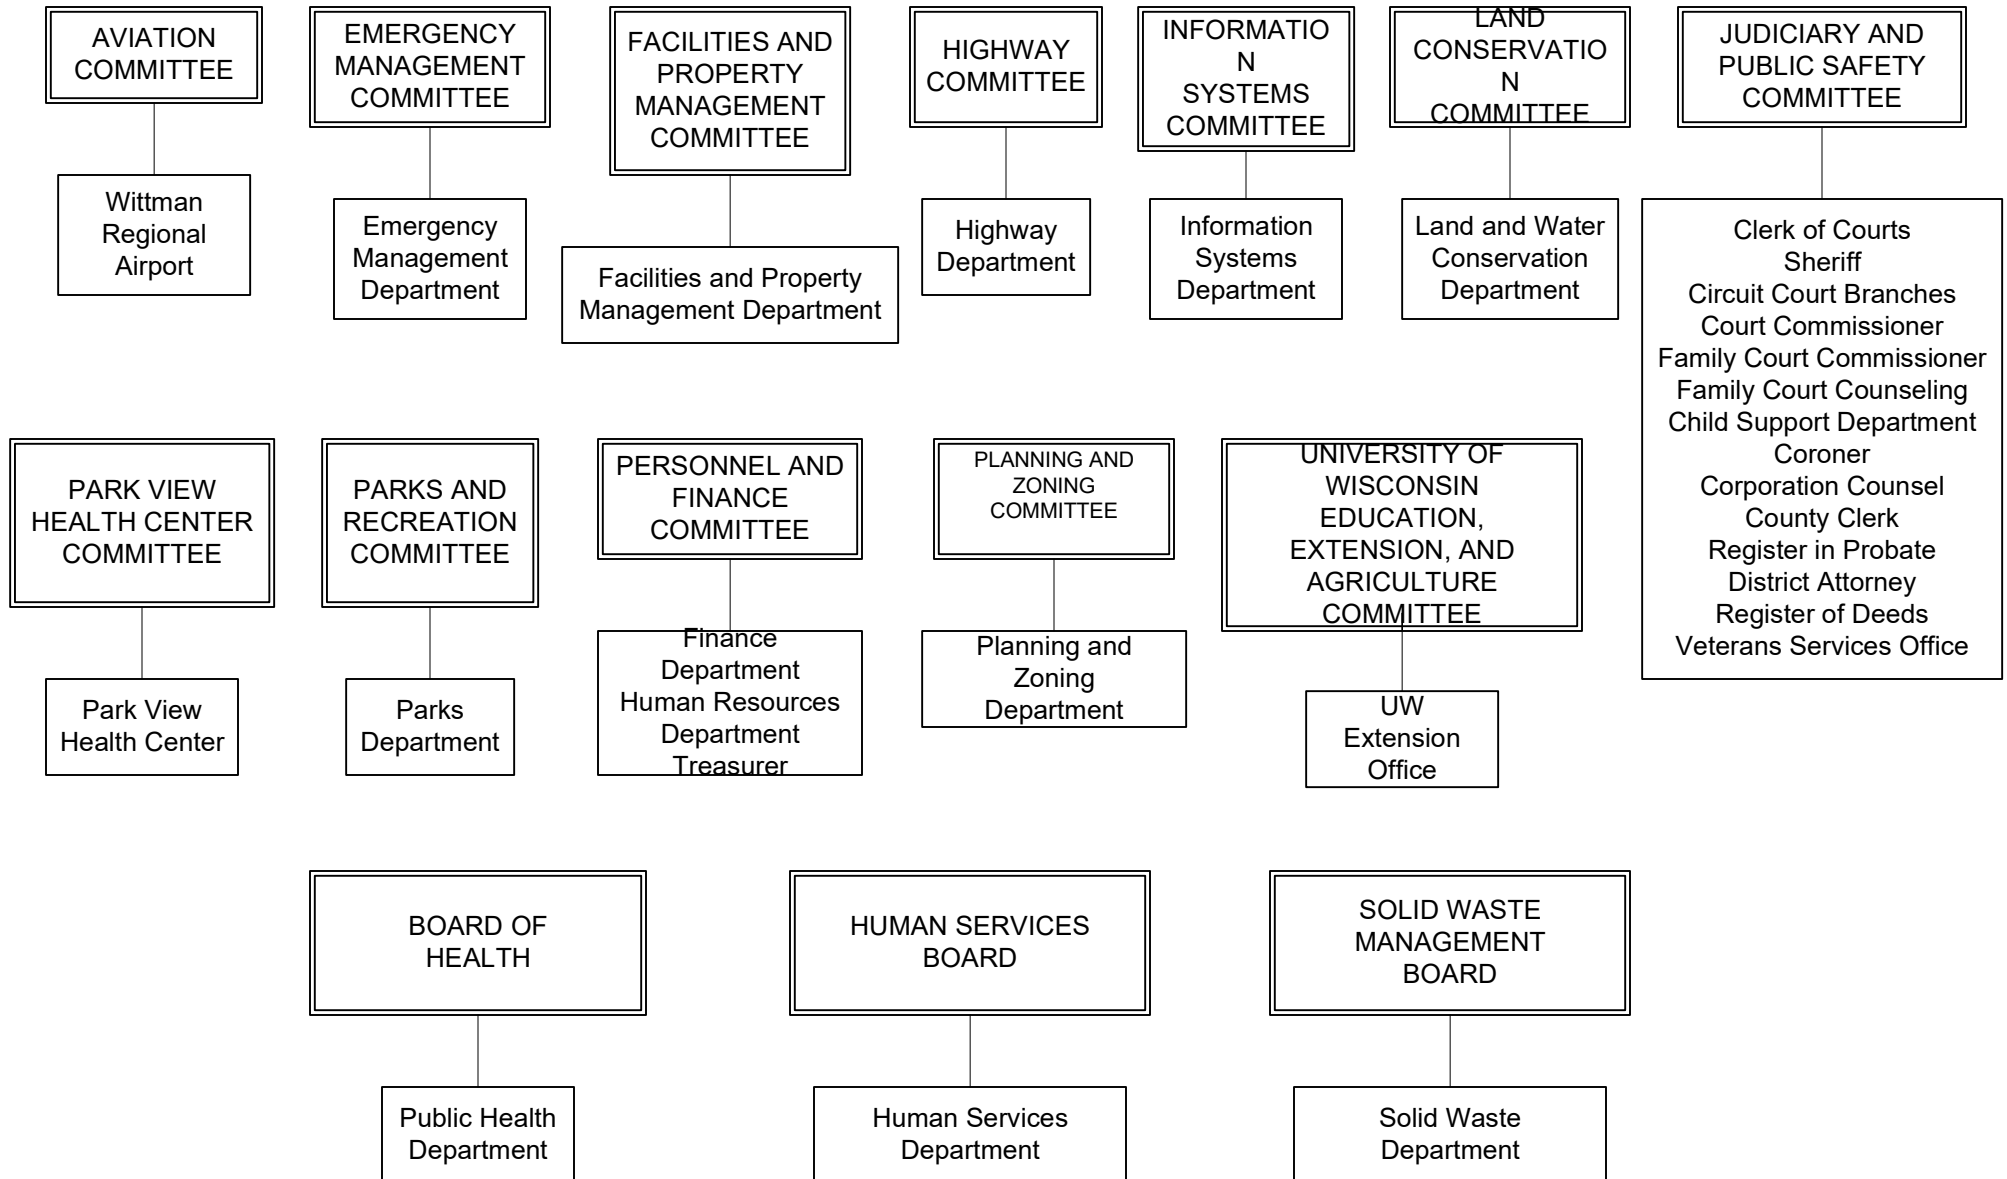 AVIATION
COMMITTEE
EMERGENCY
MANAGEMENT
COMMITTEE
FACILITIES AND
PROPERTY
MANAGEMENT
COMMITTEE
HIGHWAY
COMMITTEE
INFORMATIO
N
SYSTEMS
COMMITTEE
LAND
CONSERVATIO
N
COMMITTEE
JUDICIARY AND
PUBLIC SAFETY
COMMITTEE
Wittman
Regional
Airport
Emergency
Management
Department
Facilities and Property
Management Department
Highway
Department
Information
Systems
Department
Land and Water
Conservation
Department
Clerk of Courts
Sheriff
Circuit Court Branches
Court Commissioner
Family Court Commissioner
Family Court Counseling
Child Support Department
Coroner
Corporation Counsel
County Clerk
Register in Probate
District Attorney
Register of Deeds
Veterans Services Office
PARK VIEW
HEALTH CENTER
COMMITTEE
PARKS AND
RECREATION
COMMITTEE
PERSONNEL AND
FINANCE
COMMITTEE
PLANNING AND
ZONING
COMMITTEE
UNIVERSITY OF
WISCONSIN
EDUCATION,
EXTENSION, AND
AGRICULTURE
COMMITTEE
Park View
Health Center
Parks
Department
Finance
Department
Human Resources
Department
Treasurer
Planning and
Zoning
Department
UW
Extension
Office
BOARD OF
HEALTH
HUMAN SERVICES
BOARD
SOLID WASTE
MANAGEMENT
BOARD
Public Health
Department
Human Services
Department
Solid Waste
Department